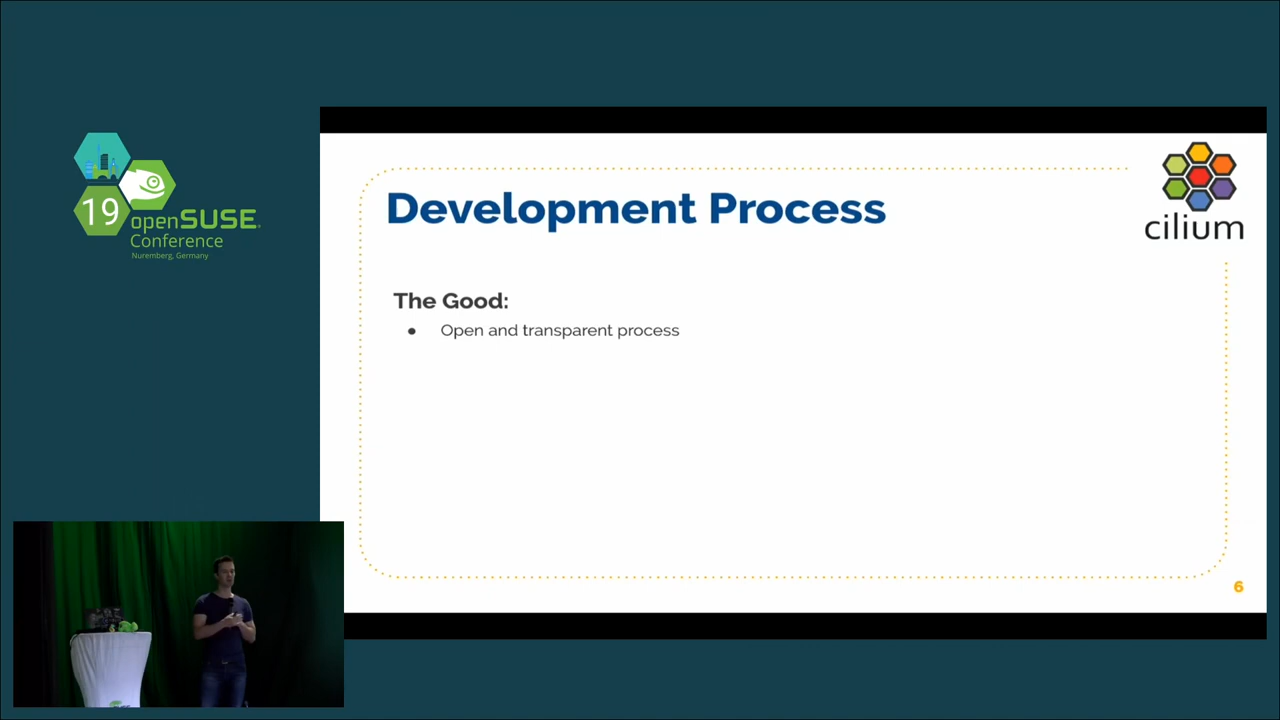 19
openSUSE
Conference
Nuremberg, Germany
cilium
Development Process
The Good:
● Open and transparent process
6